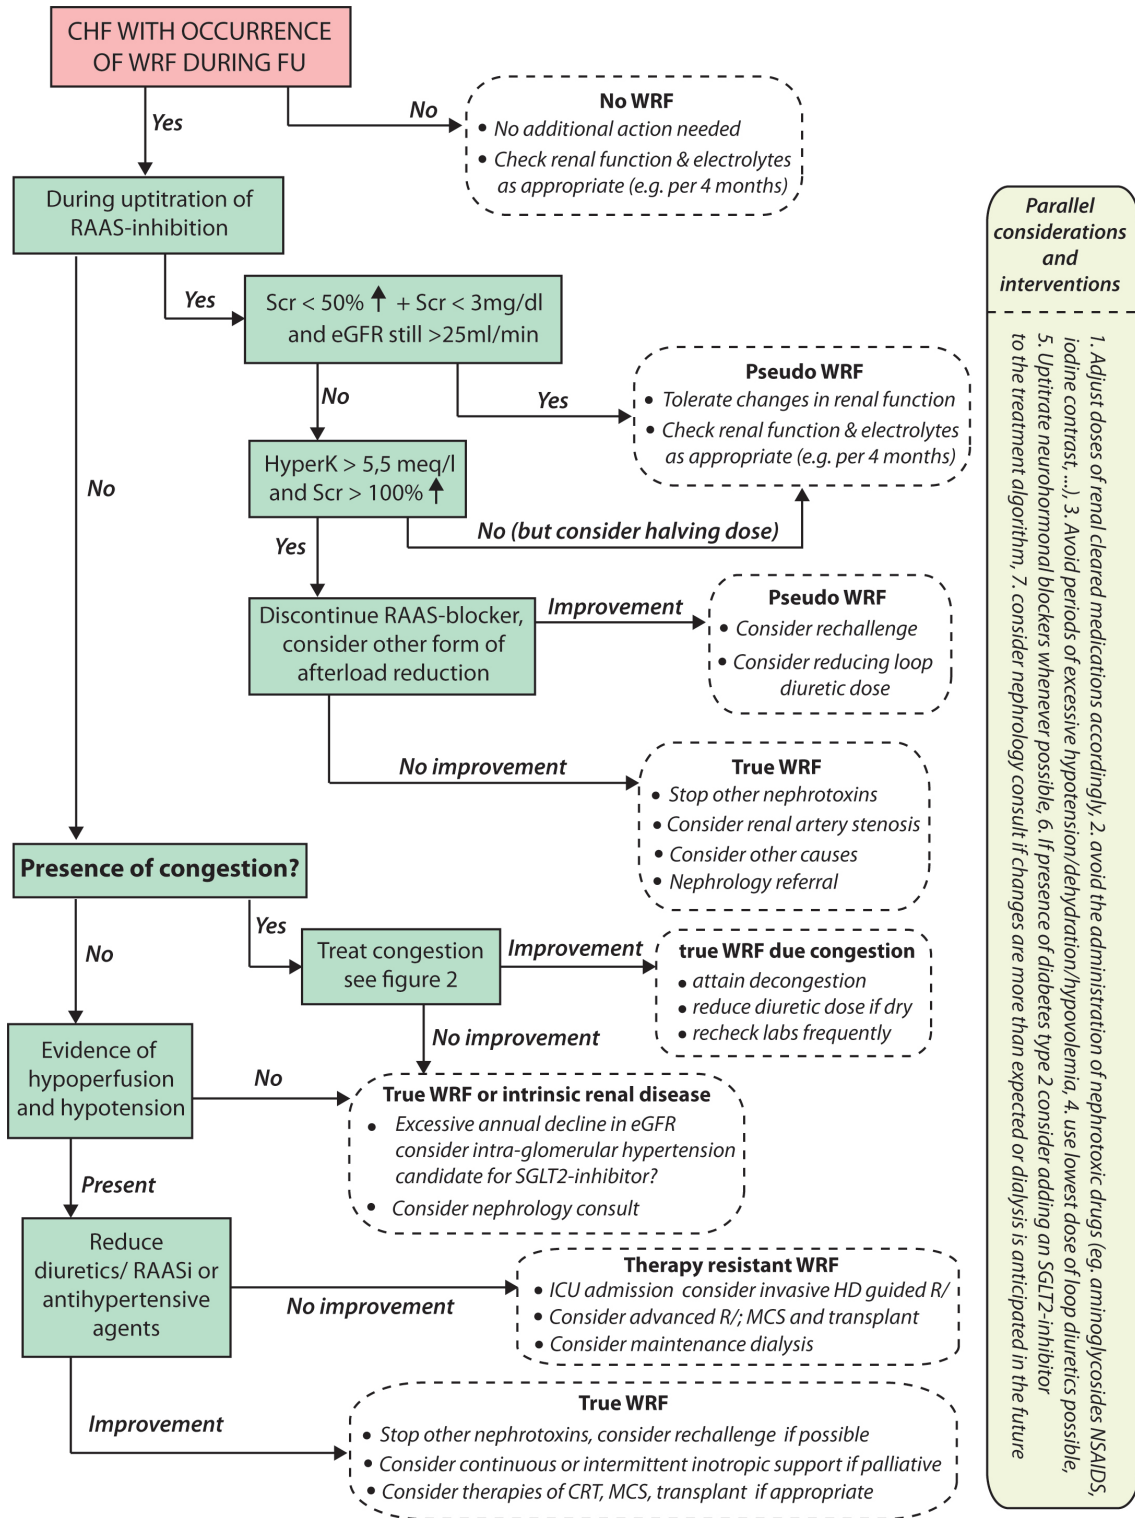 CHF WITH OCCURRENCE
OF WRF DURING FU
Yes
No
No WRF
• No additional action needed
• Check renal function & electrolytes
as appropriate (e.g. per 4 months)
During uptitration of
RAAS-inhibition
No
Yes
Scr < 50% ↑ + Scr < 3mg/dl
and eGFR still >25ml/min
No
Yes
Pseudo WRF
• Tolerate changes in renal function
• Check renal function & electrolytes
as appropriate (e.g. per 4 months)
HyperK > 5,5 meq/l
and Scr > 100% ↑
No (but consider halving dose)
Yes
Discontinue RAAS-blocker,
consider other form of
afterload reduction
Improvement
Pseudo WRF
• Consider rechallenge
• Consider reducing loop
diuretic dose
No improvement
True WRF
• Stop other nephrotoxins
• Consider renal artery stenosis
• Consider other causes
• Nephrology referral
Presence of congestion?
Yes
No
Treat congestion
see figure 2
Improvement
true WRF due congestion
• attain decongestion
• reduce diuretic dose if dry
• recheck labs frequently
No improvement
Evidence of
hypoperfusion
and hypotension
No
True WRF or intrinsic renal disease
• Excessive annual decline in eGFR
consider intra-glomerular hypertension
candidate for SGLT2-inhibitor?
• Consider nephrology consult
Present
Reduce
diuretics/ RAASi or
antihypertensive
agents
No improvement
Therapy resistant WRF
• ICU admission consider invasive HD guided R/
• Consider advanced R/; MCS and transplant
• Consider maintenance dialysis
Improvement
True WRF
• Stop other nephrotoxins, consider rechallenge if possible
• Consider continuous or intermittent inotropic support if palliative
• Consider therapies of CRT, MCS, transplant if appropriate
Parallel
considerations
and
interventions
1. Adjust doses of renal cleared medications accordingly, 2. avoid the administration of nephrotoxic drugs (eg. aminoglycosides NSAIDS,
iodine contrast, ...), 3. Avoid periods of excessive hypotension/dehydration/hypovolemia, 4. use lowest dose of loop diuretics possible,
5. Uptitrate neurohormonal blockers whenever possible, 6. If presence of diabetes type 2 consider adding an SGLT2-inhibitor
to the treatment algorithm, 7. consider nephrology consult if changes are more than expected or dialysis is anticipated in the future